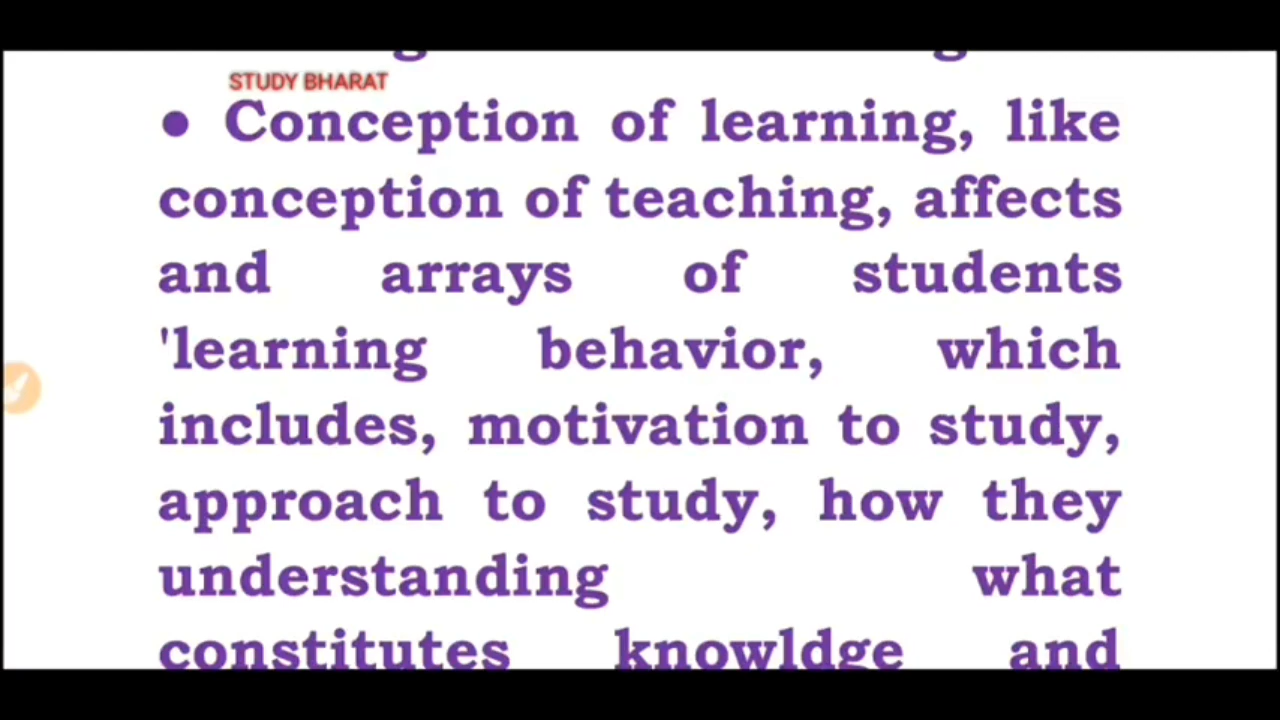 STUDY BHARAT
● Conception of learning, like
conception of teaching, affects
and arrays of students
'learning behavior, which
includes, motivation to study,
approach to study, how they
understanding what
constitutes knowldge and